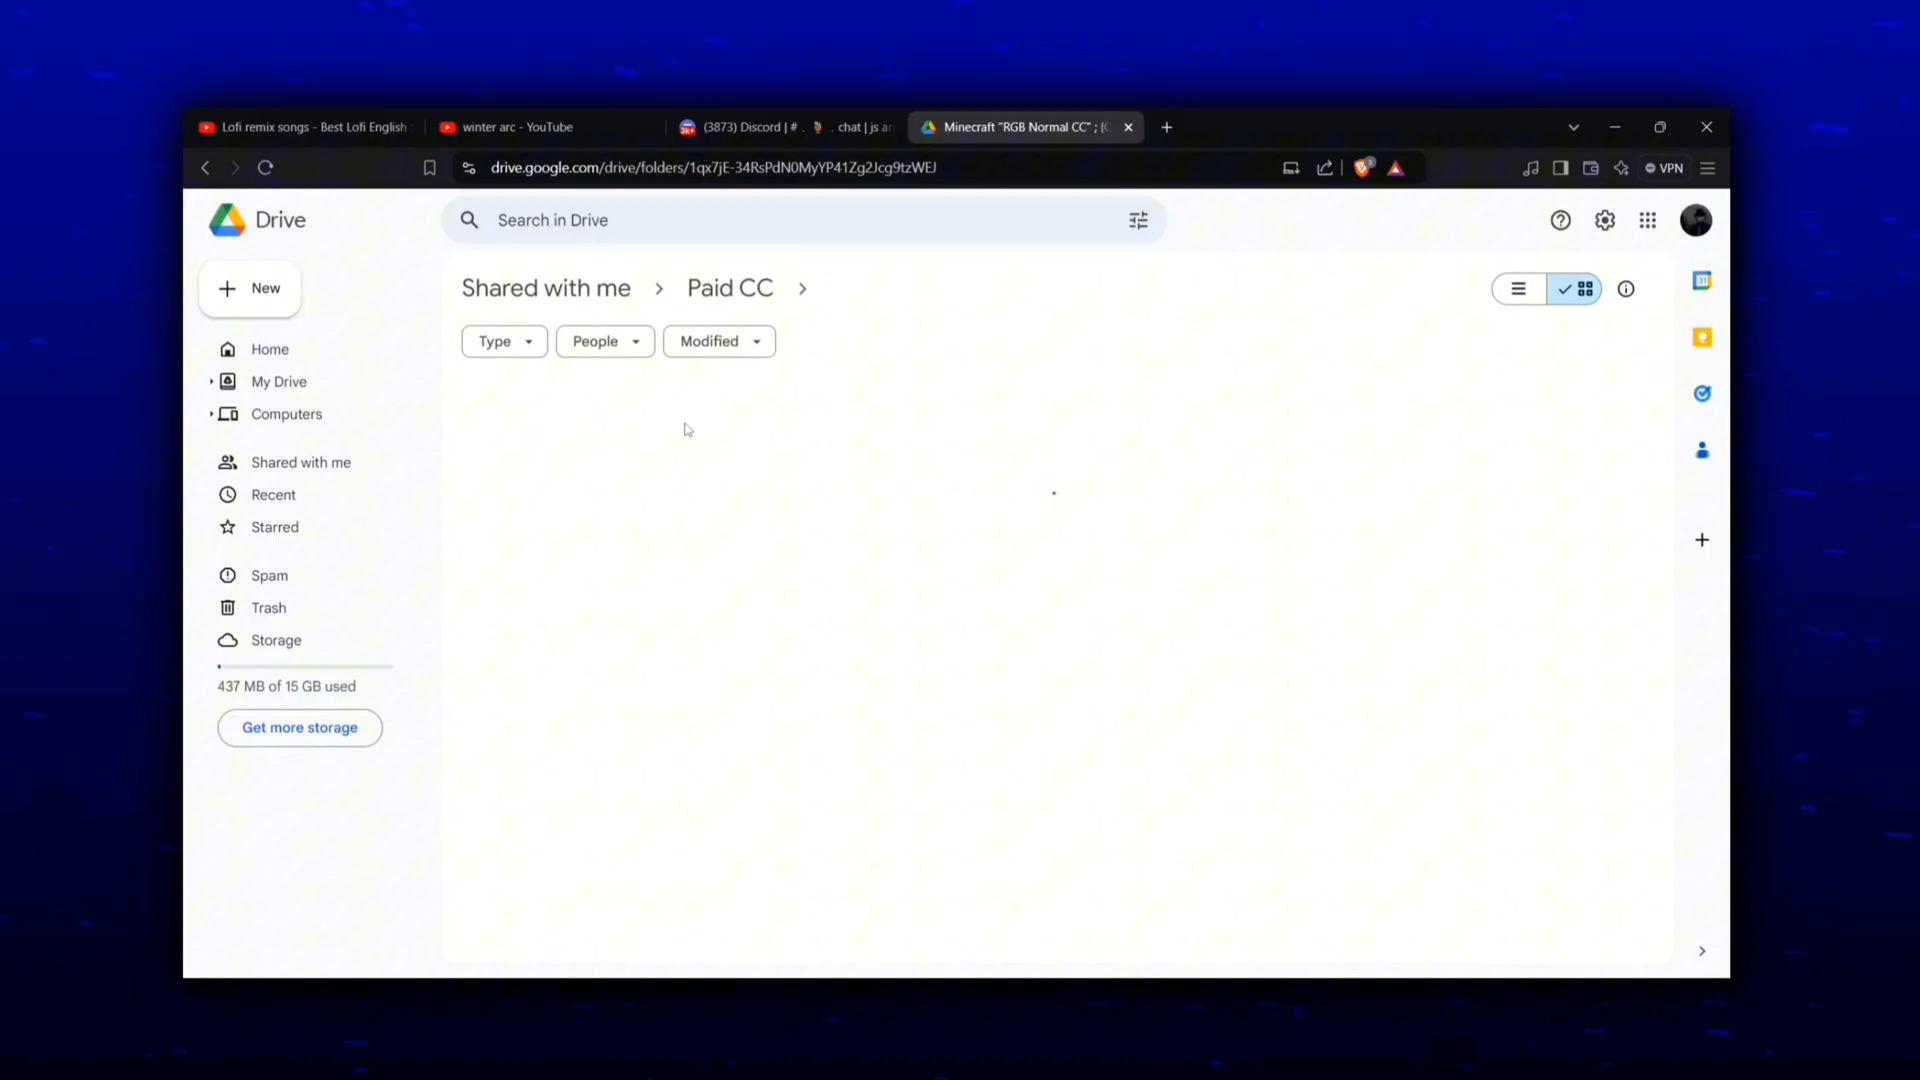 Lofi remix songs - Best Lofi English
winter arc - YouTube
(3873) Discord | # . . chat | js an
Minecraft "RGB Normal CC" ; (C
drive.google.com/drive/folders/1qx7jE-34RsPdN0MyYP41Zg2Jcg9tzWEJ
VPN
Drive
Search in Drive
New
Shared with me > Paid CC >
Type
People
Modified
Home
My Drive
Computers
Shared with me
Recent
Starred
Spam
Trash
Storage
437 MB of 15 GB used
Get more storage
31